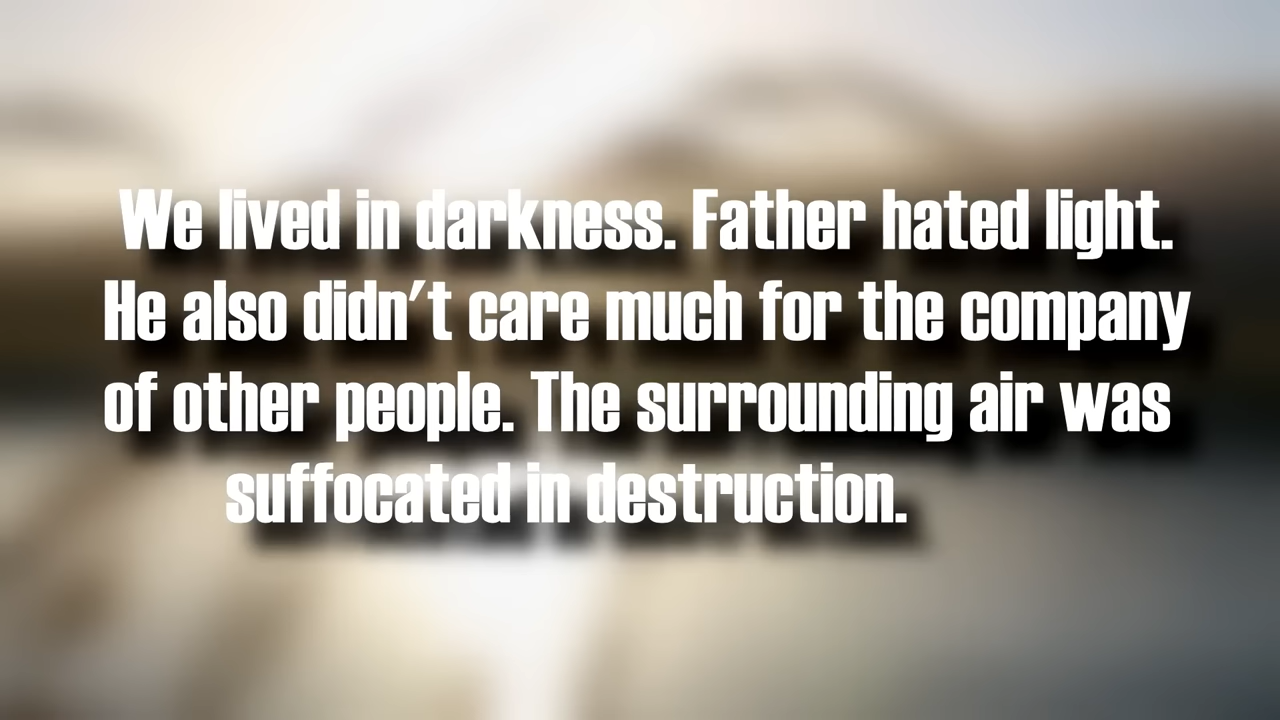 We lived in darkness. Father hated light.
He also didn't care much for the company
of other people. The surrounding air was
suffocated in destruction.